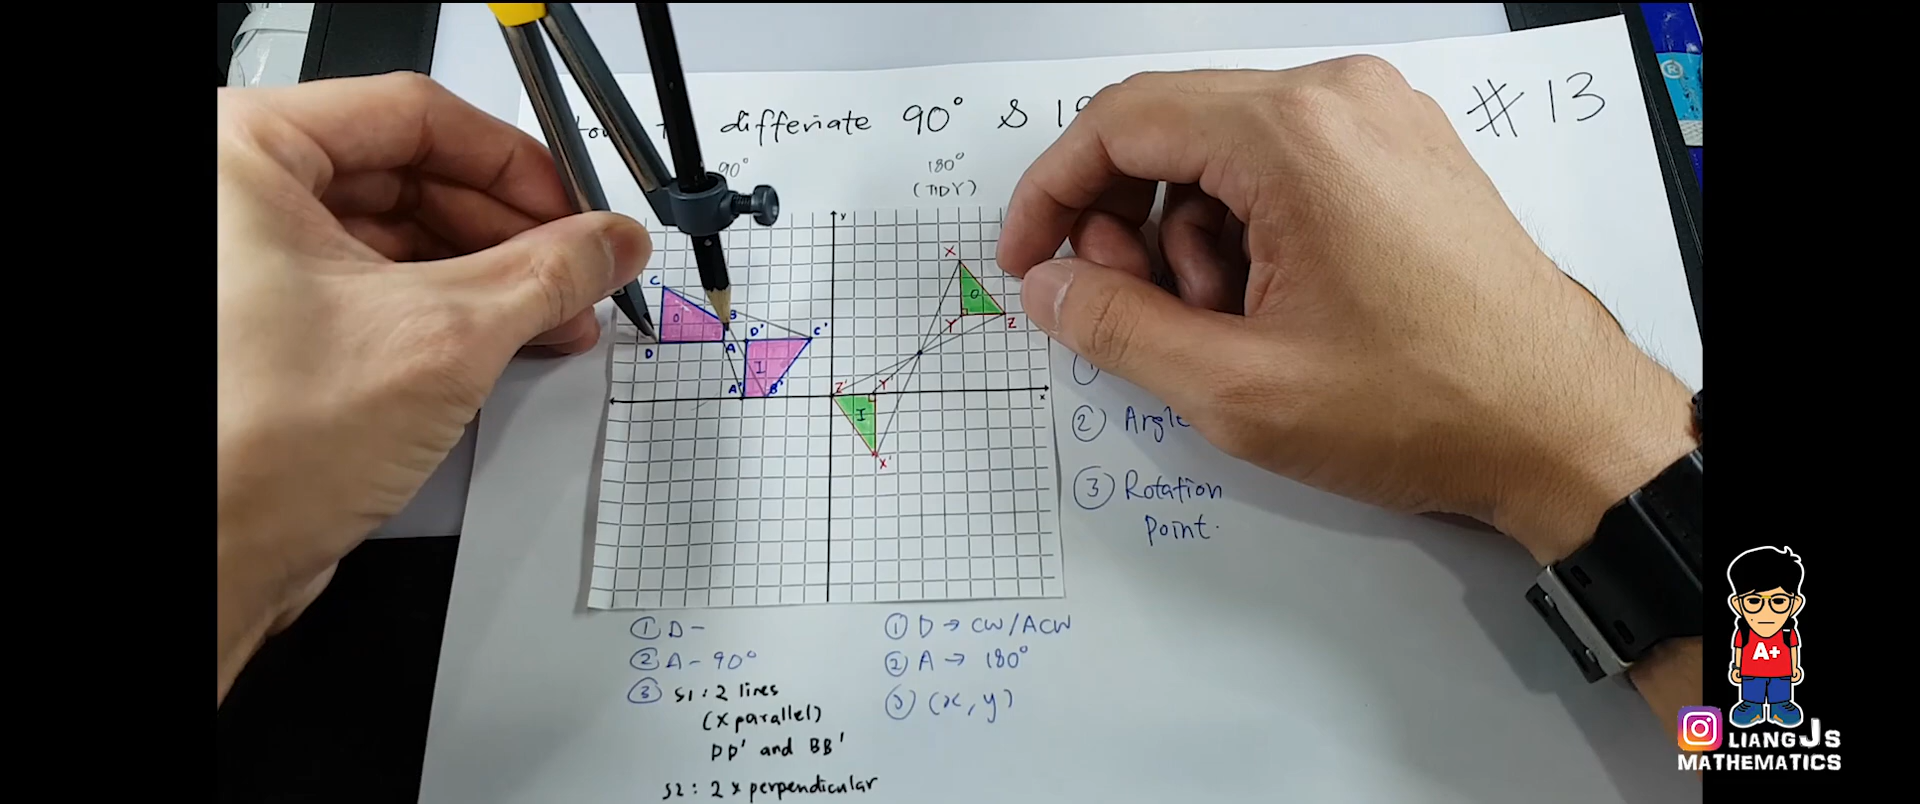 differiate 90° & # 13
90°
180°
(TIDY)
y
X
C
O
O
B
D'
C'
Y
Z
D
A
I
A'
B'
Z'
Y'
x
I
X'
② Angle
③ Rotation
point.
① D -
② A - 90°
③ S1 : 2 lines
(x parallel)
DD' and BB'
S2 : 2 x perpendicular
① D → CW/ACW
② A → 180°
③ (x, y)
®
A+
LIANGJS
MATHEMATICS